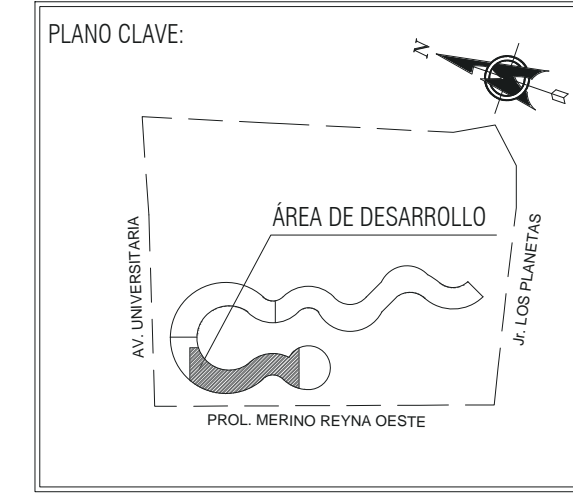 PLANO CLAVE:
N
ÁREA DE DESARROLLO
AV. UNIVERSITARIA
Jr. LOS PLANETAS
PROL. MERINO REYNA OESTE